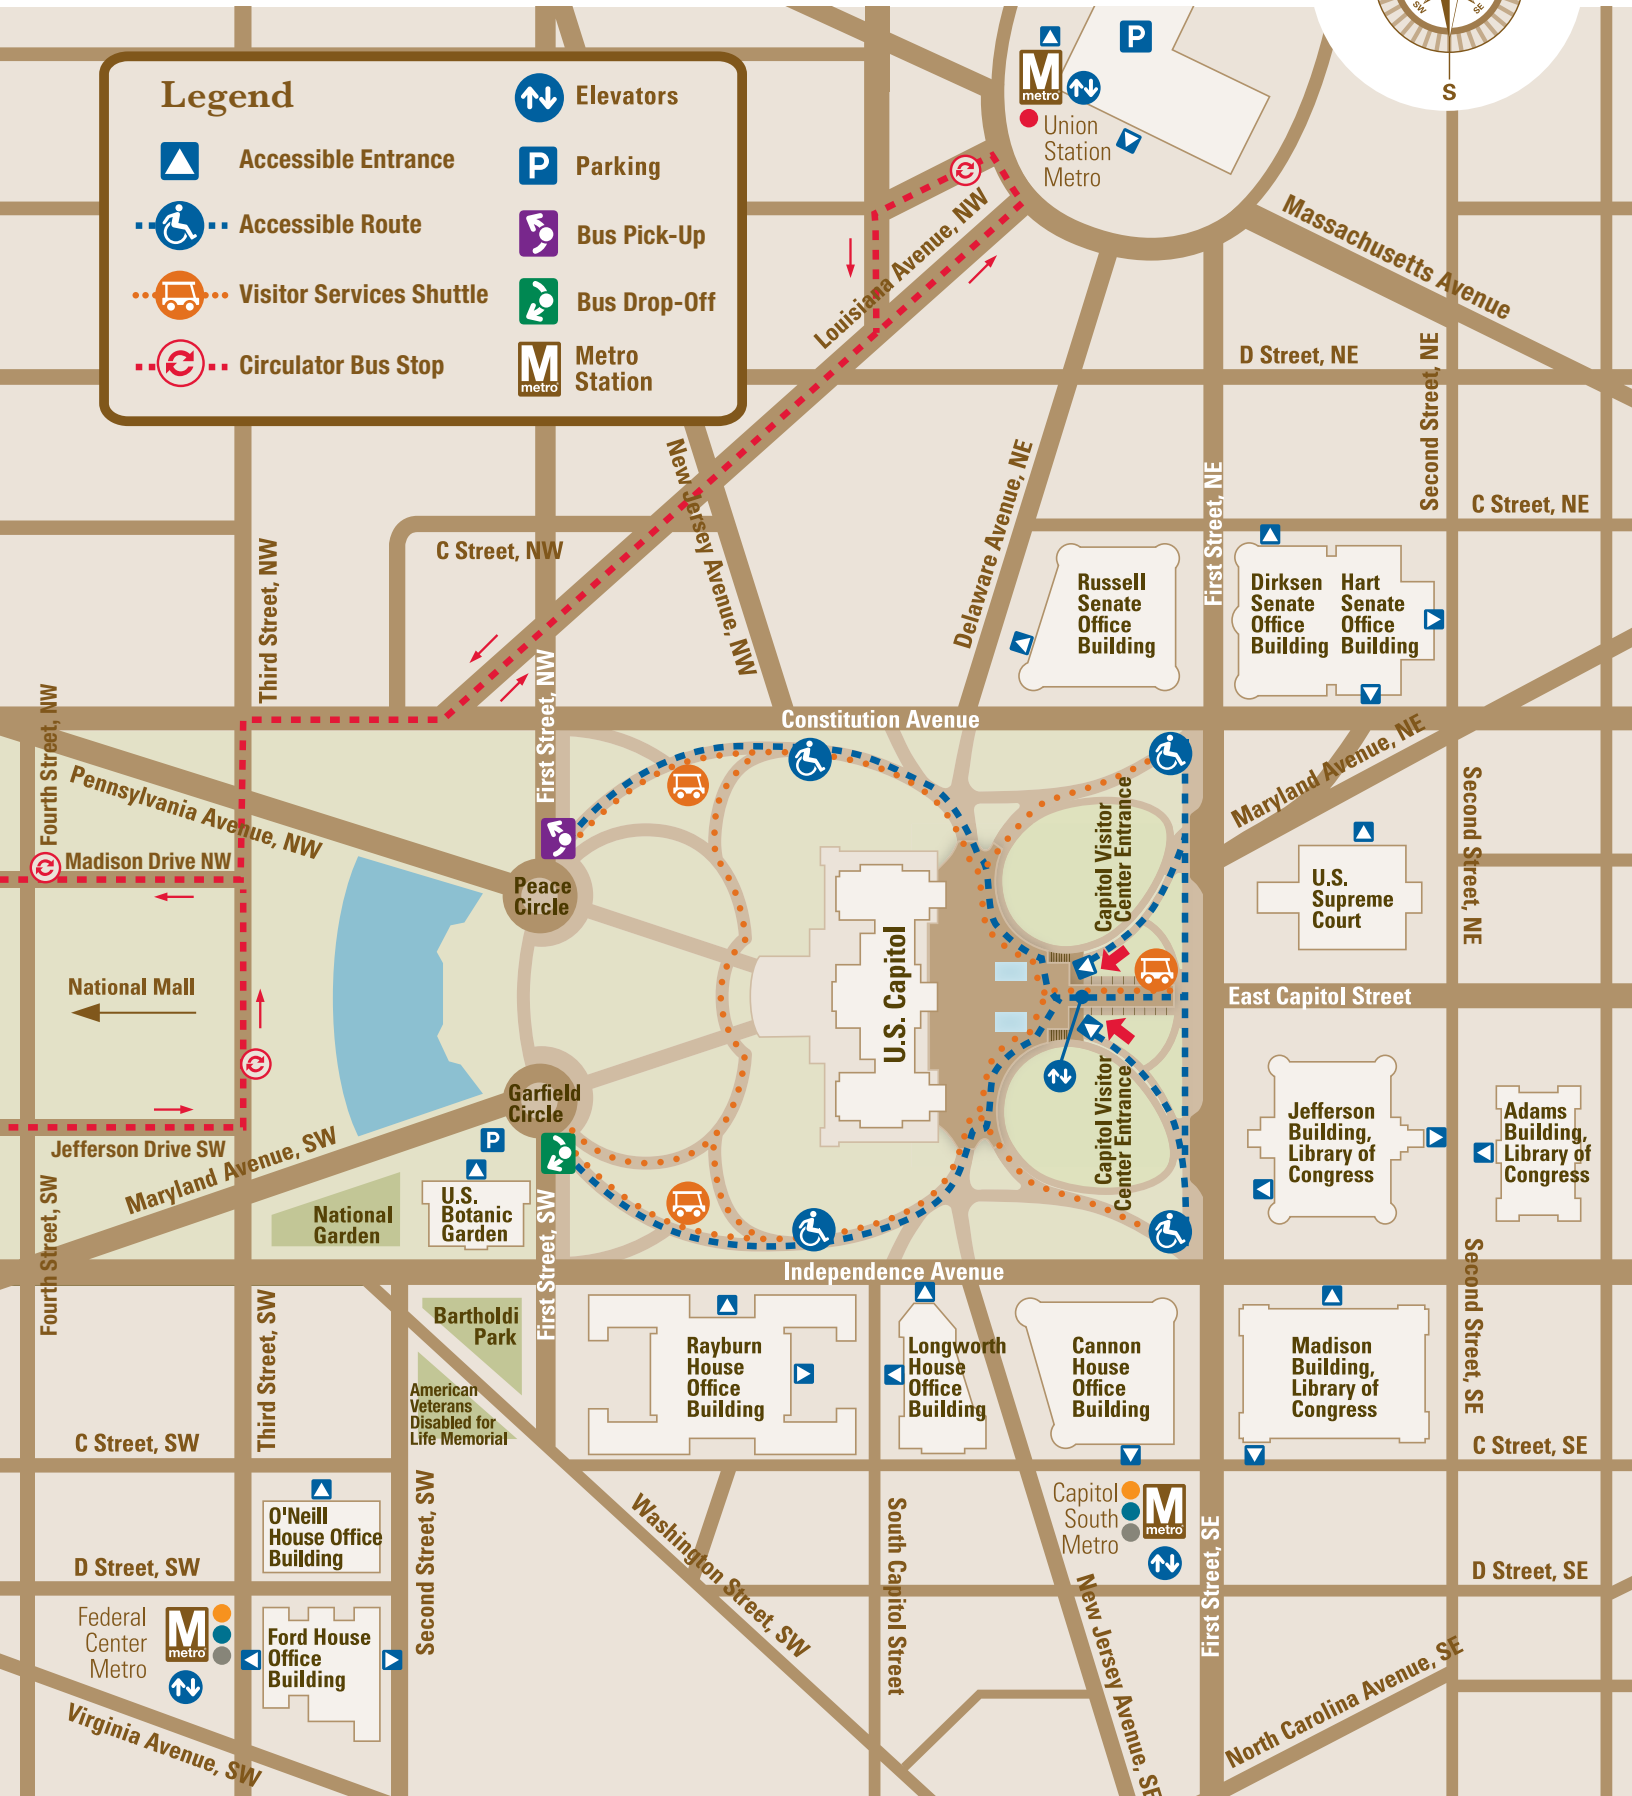 SW
SE
S
Legend
Accessible Entrance
Accessible Route
Visitor Services Shuttle
Circulator Bus Stop
Elevators
P
Parking
Bus Pick-Up
Bus Drop-Off
M
metro
Metro
Station
P
M
metro
Union
Station
Metro
Massachusetts Avenue
Louisiana Avenue, NW
D Street, NE
Second Street, NE
C Street, NE
New Jersey Avenue, NW
Delaware Avenue, NE
First Street, NE
C Street, NW
Third Street, NW
First Street, NW
Fourth Street, NW
Russell
Senate
Office
Building
Dirksen
Senate
Office
Building
Hart
Senate
Office
Building
Constitution Avenue
Pennsylvania Avenue, NW
Madison Drive NW
Maryland Avenue, NE
Second Street, NE
Peace
Circle
Capitol Visitor
Center Entrance
U.S.
Supreme
Court
U.S. Capitol
National Mall
East Capitol Street
Garfield
Circle
Capitol Visitor
Center Entrance
Jefferson
Building,
Library of
Congress
Adams
Building,
Library of
Congress
Jefferson Drive SW
Maryland Avenue, SW
P
U.S.
Botanic
Garden
National
Garden
Fourth Street, SW
First Street, SW
Independence Avenue
Second Street, SE
Third Street, SW
Bartholdi
Park
American
Veterans
Disabled for
Life Memorial
Rayburn
House
Office
Building
Longworth
House
Office
Building
Cannon
House
Office
Building
Madison
Building,
Library of
Congress
C Street, SW
C Street, SE
O'Neill
House Office
Building
Second Street, SW
Washington Street, SW
South Capitol Street
Capitol
South
Metro
M
metro
First Street, SE
D Street, SW
D Street, SE
New Jersey Avenue, SE
Federal
Center
Metro
M
metro
Ford House
Office
Building
Virginia Avenue, SW
North Carolina Avenue, SE